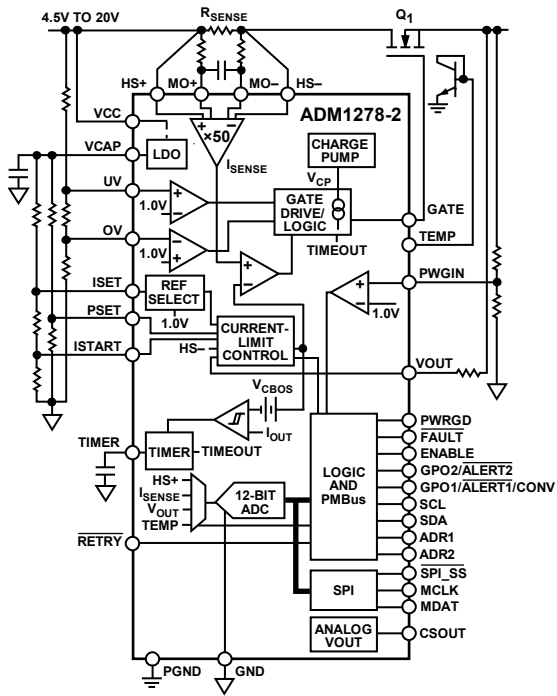 4.5V TO 20V
RSENSE
Q1
HS+
MO+
MO–
HS–
ADM1278-2
VCC
×50
CHARGE
PUMP
VCAP
LDO
ISENSE
VCP
UV
1.0V
GATE
DRIVE/
LOGIC
GATE
TIMEOUT
TEMP
OV
1.0V
ISET
REF
SELECT
PWGIN
1.0V
PSET
1.0V
CURRENT-
LIMIT
CONTROL
HS–
ISTART
VOUT
VCBOS
IOUT
TIMER
TIMER
TIMEOUT
PWRGD
FAULT
ENABLE
GPO2/ALERT2
GPO1/ALERT1/CONV
SCL
SDA
ADR1
ADR2
LOGIC
AND
PMBus
HS+
ISENSE
VOUT
TEMP
12-BIT
ADC
RETRY
SPI_SS
MCLK
MDAT
SPI
ANALOG
VOUT
CSOUT
PGND
GND